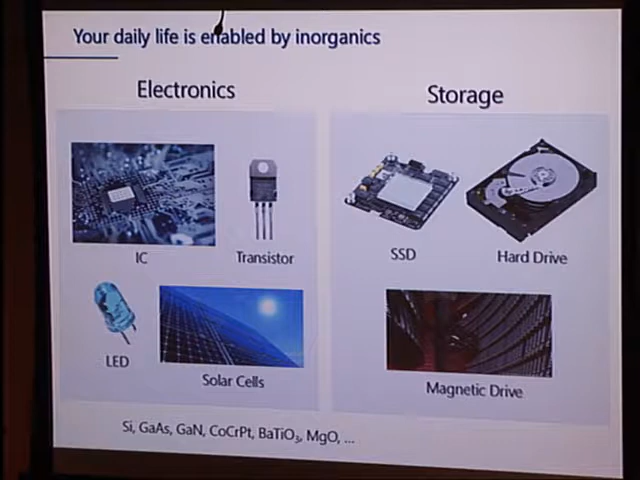 Your daily life is enabled by inorganics
Electronics
Storage
IC
Transistor
SSD
Hard Drive
LED
Solar Cells
Magnetic Drive
Si, GaAs, GaN, CoCrPt, BaTiO₃, MgO, ...